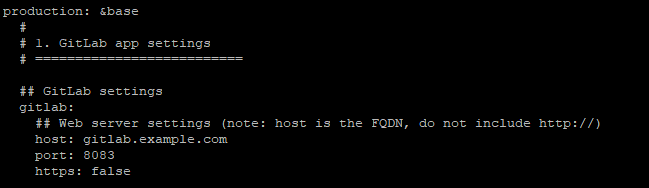 production: &base
  #
  # 1. GitLab app settings
  # ==========================

  ## GitLab settings
  gitlab:
    ## Web server settings (note: host is the FQDN, do not include http://)
    host: gitlab.example.com
    port: 8083
    https: false